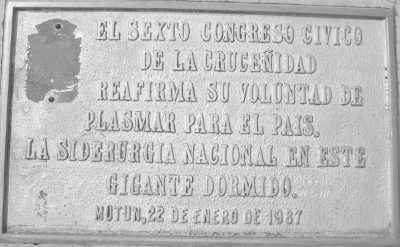 EL SEXTO CONGRESO CIVICO
DE LA CRUCEÑIDAD
REAFIRMA SU VOLUNTAD DE
PLASMAR PARA EL PAIS,
LA SIDERURGIA NACIONAL EN ESTE
GIGANTE DORMIDO.
MUTUN, 22 DE ENERO DE 1987